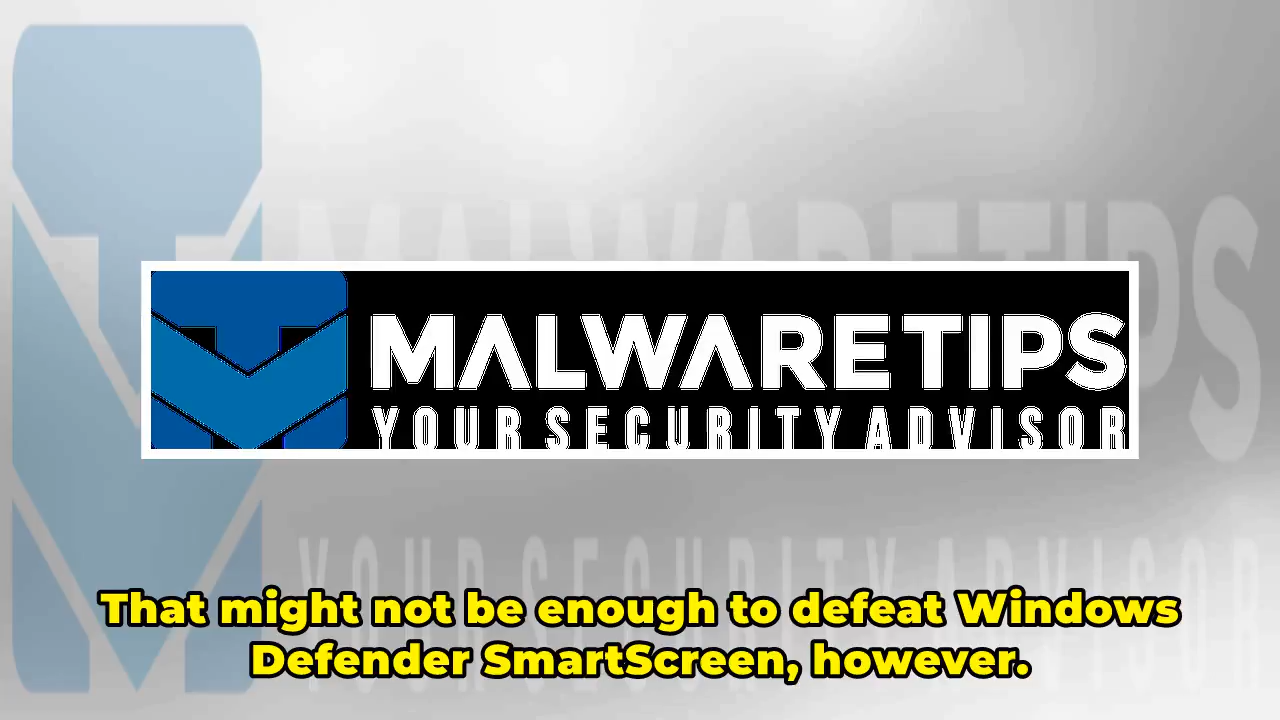 MALWARETIPS
YOUR SECURITY ADVISOR
That might not be enough to defeat Windows
Defender SmartScreen, however.